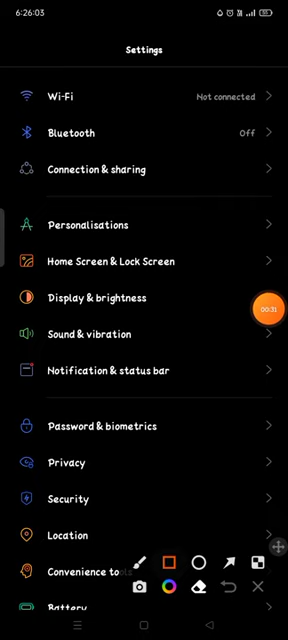 6:26:03
Settings
Wi-Fi Not connected
Bluetooth Off
Connection & sharing
Personalisations
Home Screen & Lock Screen
Display & brightness
00:31
Sound & vibration
Notification & status bar
Password & biometrics
Privacy
Security
Location
Convenience tools
Battery